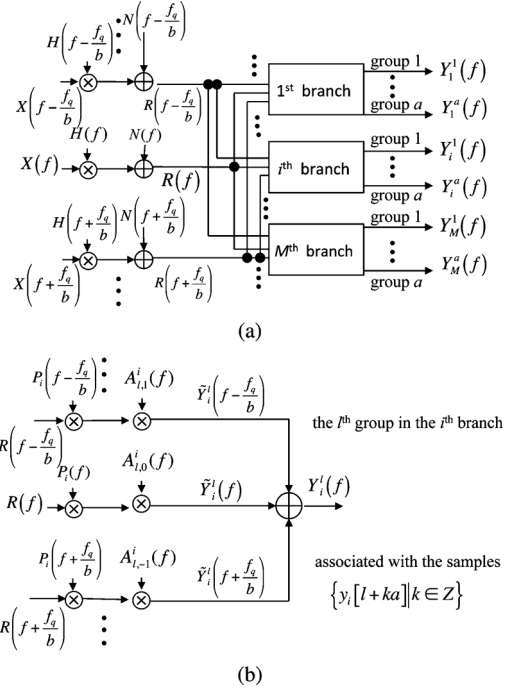 H(f-f_q/b) N(f-f_q/b)
X(f-f_q/b)
R(f-f_q/b)
1st branch
group 1 Y_1^1(f)
group a Y_1^a(f)
H(f) N(f)
X(f)
R(f)
ith branch
group 1 Y_i^1(f)
group a Y_i^a(f)
H(f+f_q/b) N(f+f_q/b)
X(f+f_q/b)
R(f+f_q/b)
Mth branch
group 1 Y_M^1(f)
group a Y_M^a(f)
(a)
P_i(f-f_q/b) A_{l,1}^i(f)
Ỹ_i^l(f-f_q/b)
R(f-f_q/b)
the lth group in the ith branch
P_i(f) A_{l,0}^i(f)
R(f) Ỹ_i^l(f) Y_i^l(f)
P_i(f+f_q/b) A_{l,-1}^i(f)
Ỹ_i^l(f+f_q/b)
R(f+f_q/b)
associated with the samples
{y_i[l+ka]||k∈Z}
(b)